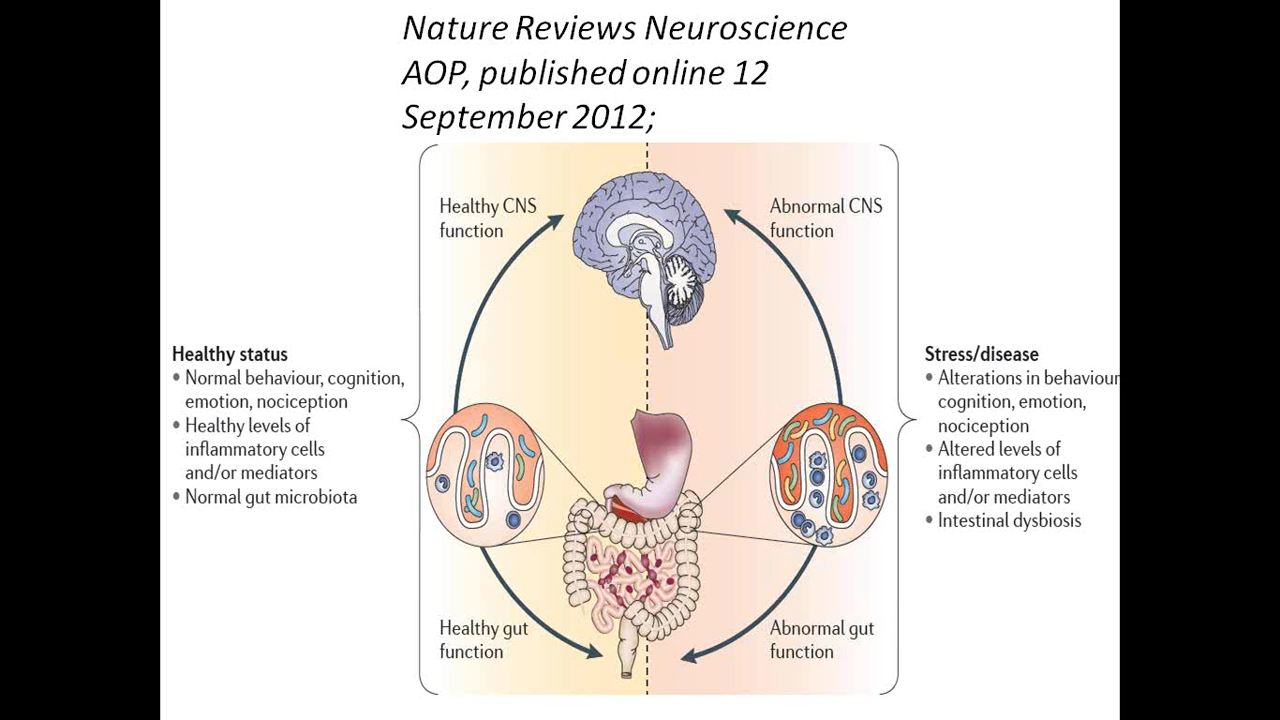 Nature Reviews Neuroscience
AOP, published online 12
September 2012;
Healthy CNS
function
Abnormal CNS
function
Healthy status
• Normal behaviour, cognition,
emotion, nociception
• Healthy levels of
inflammatory cells
and/or mediators
• Normal gut microbiota
Stress/disease
• Alterations in behaviour
cognition, emotion,
nociception
• Altered levels of
inflammatory cells
and/or mediators
• Intestinal dysbiosis
Healthy gut
function
Abnormal gut
function